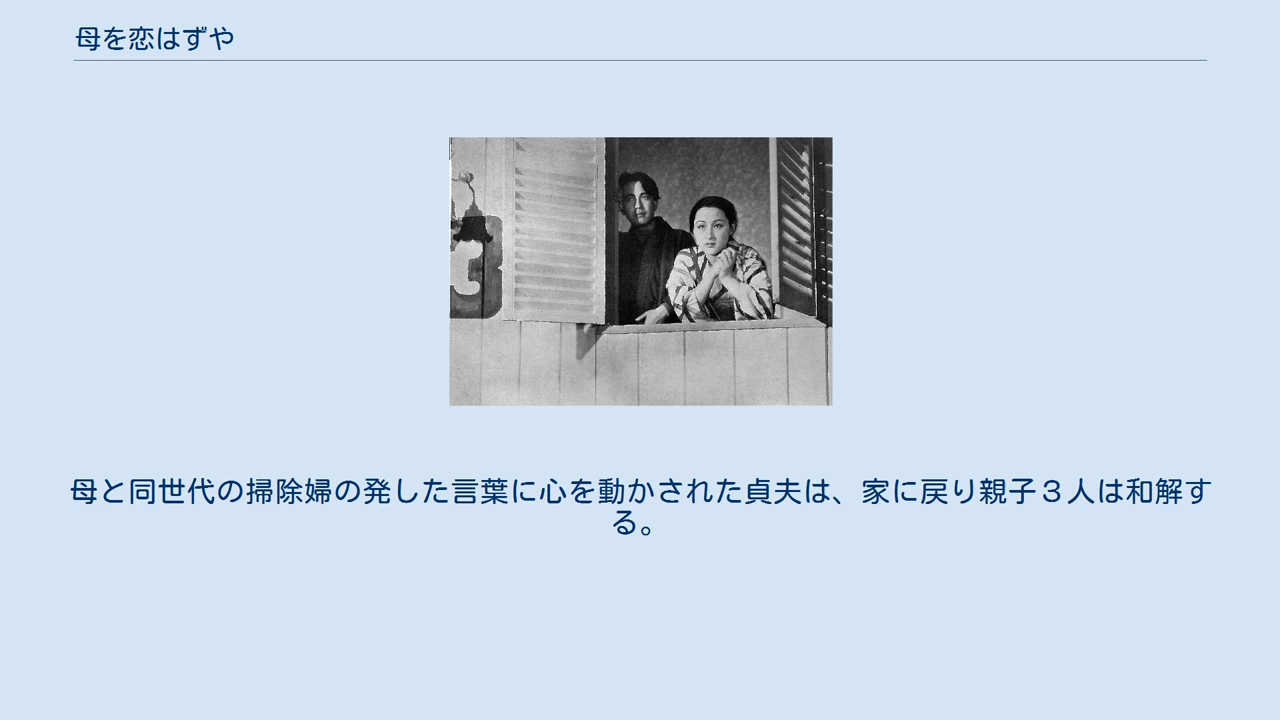 母を恋はずや
母と同世代の掃除婦の発した言葉に心を動かされた貞夫は、家に戻り親子３人は和解す
る。